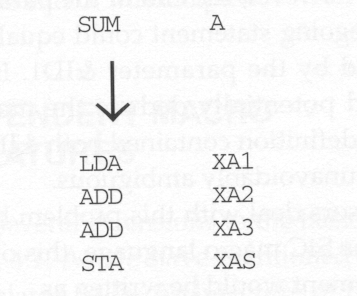 SUM A
LDA XA1
ADD XA2
ADD XA3
STA XAS